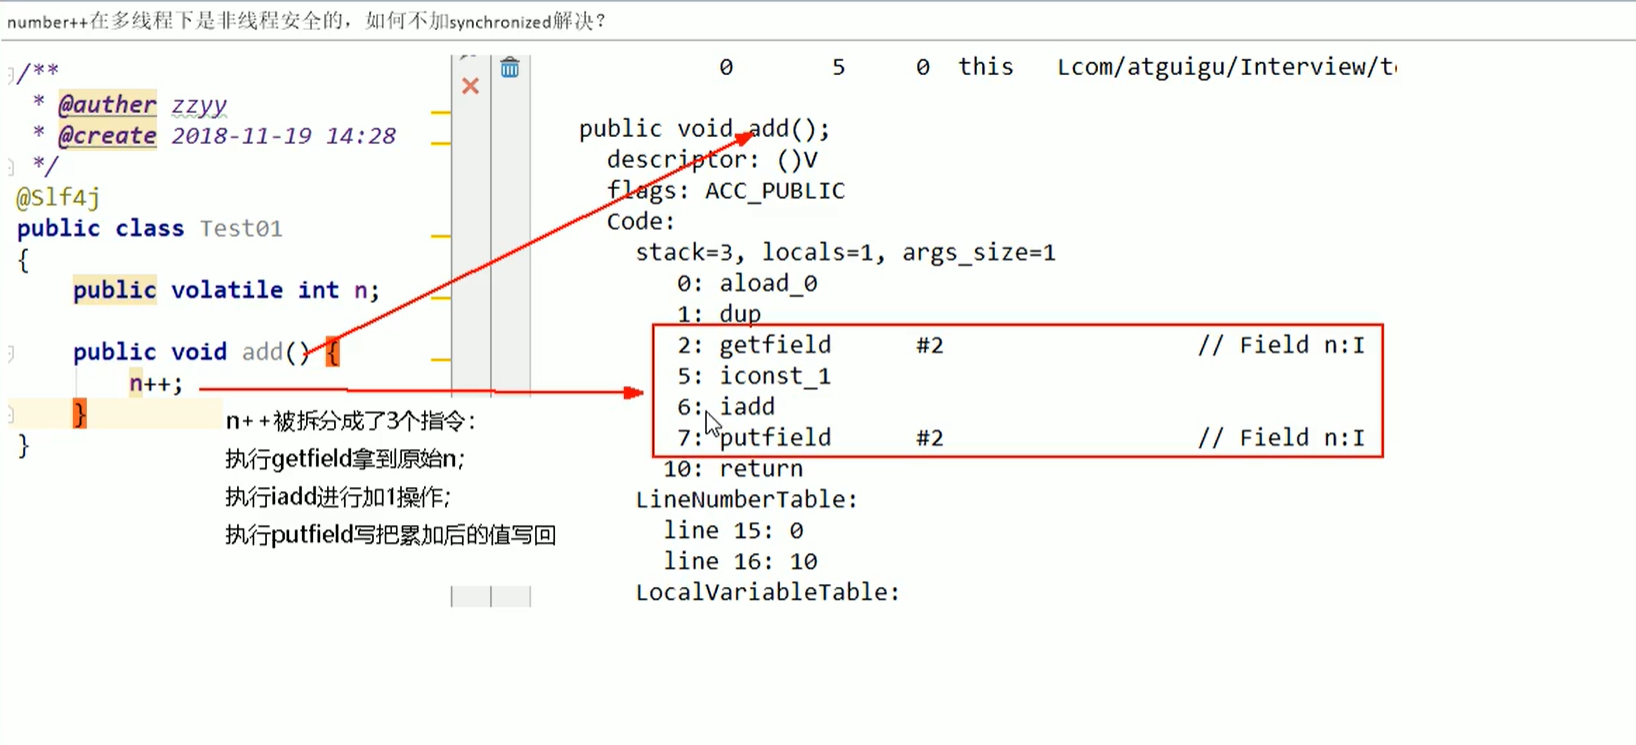 number++在多线程下是非线程安全的，如何不加synchronized解决？
/**
* @auther zzyy
* @create 2018-11-19 14:28
*/
@Slf4j
public class Test01
{
public volatile int n;
public void add() {
n++;
}
}
n++被拆分成了3个指令：
执行getfield拿到原始n；
执行iadd进行加1操作；
执行putfield写把累加后的值写回
0 5 0 this Lcom/atguigu/Interview/t
public void add();
descriptor: ()V
flags: ACC_PUBLIC
Code:
stack=3, locals=1, args_size=1
0: aload_0
1: dup
2: getfield #2 // Field n:I
5: iconst_1
6: iadd
7: putfield #2 // Field n:I
10: return
LineNumberTable:
line 15: 0
line 16: 10
LocalVariableTable: